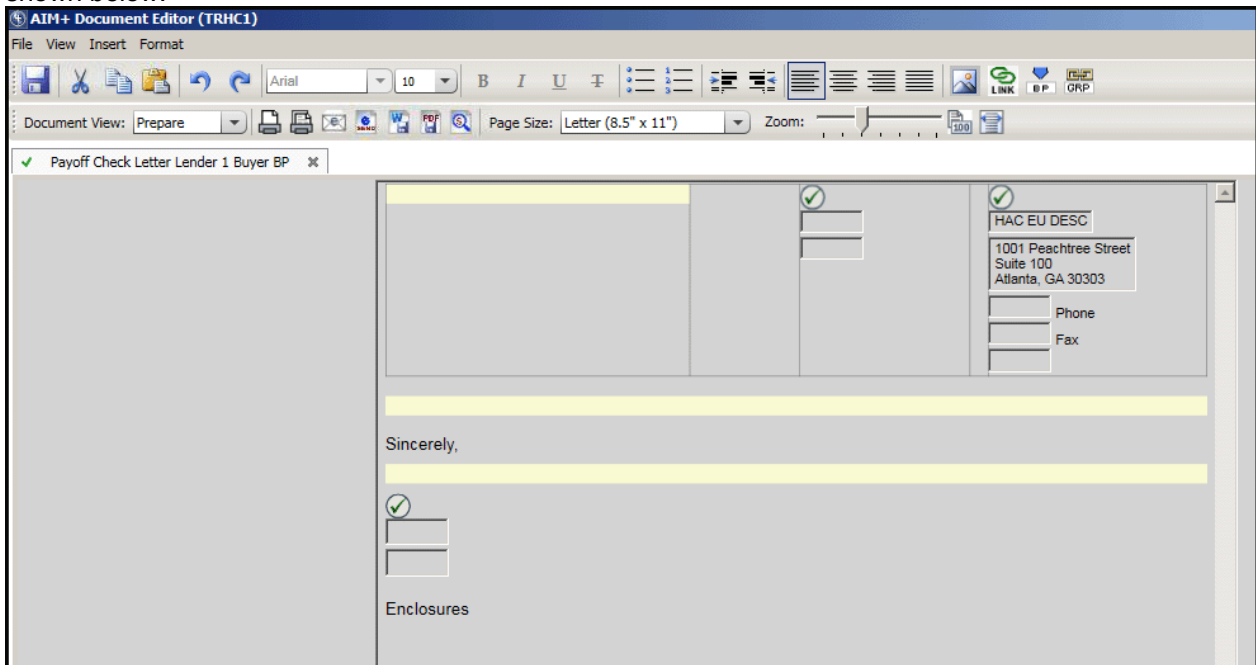 AIM+ Document Editor (TRHC1)
File View Insert Format
Arial 10 B I U T LINK BP GRP
Document View: Prepare SEND W PDF Page Size: Letter (8.5" x 11") Zoom: 100
Payoff Check Letter Lender 1 Buyer BP
HAC EU DESC
1001 Peachtree Street
Suite 100
Atlanta, GA 30303
Phone
Fax
Sincerely,
Enclosures